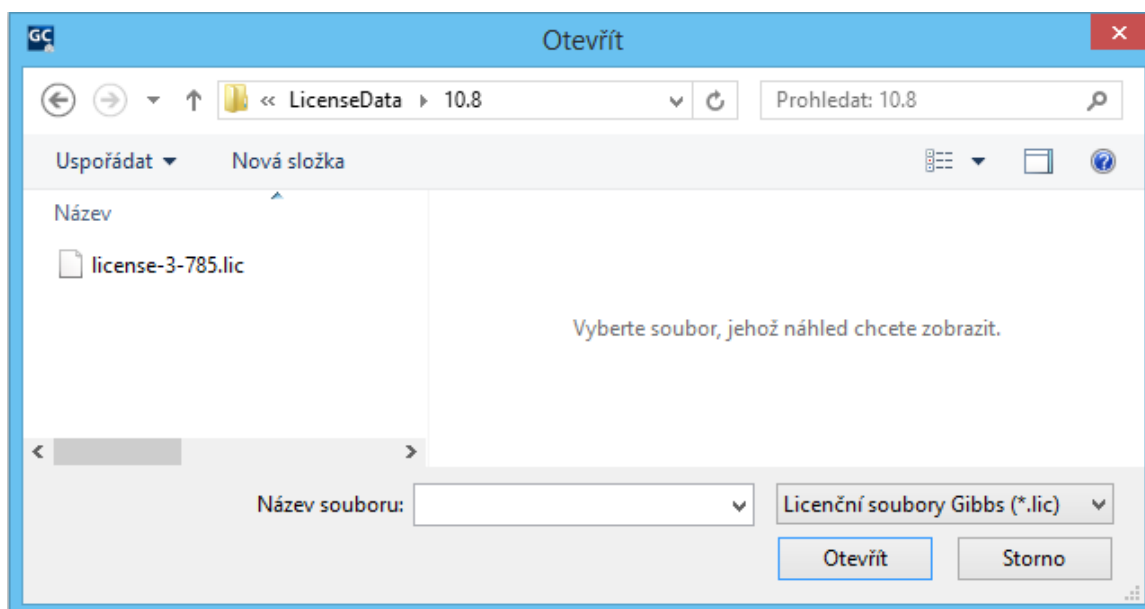 GC
Otevřít
« LicenseData 10.8
Prohledat: 10.8
Uspořádat
Nová složka
Název
license-3-785.lic
Vyberte soubor, jehož náhled chcete zobrazit.
Název souboru:
Licenční soubory Gibbs (*.lic)
Otevřít
Storno